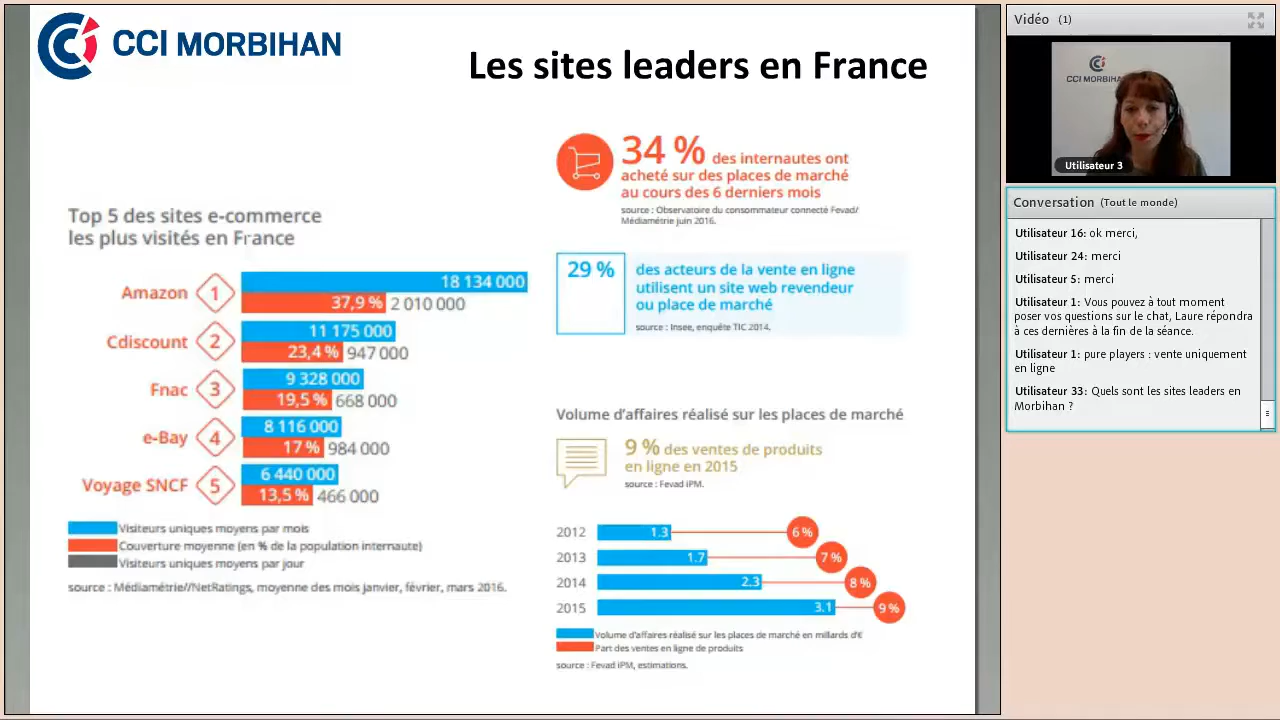 CCI MORBIHAN
Les sites leaders en France
Top 5 des sites e-commerce
les plus visités en France
Amazon 1 18 134 000
37,9 % 2 010 000
Cdiscount 2 11 175 000
23,4 % 947 000
Fnac 3 9 328 000
19,5 % 668 000
e-Bay 4 8 116 000
17 % 984 000
Voyage SNCF 5 6 440 000
13,5 % 466 000
Visiteurs uniques moyens par mois
Couverture moyenne (en % de la population internaute)
Visiteurs uniques moyens par jour
source : Médiamétrie//NetRatings, moyenne des mois janvier, février, mars 2016.
34 % des internautes ont
acheté sur des places de marché
au cours des 6 derniers mois
source : Observatoire du consommateur connecté Fevad/
Médiamétrie juin 2016.
29 % des acteurs de la vente en ligne
utilisent un site web revendeur
ou place de marché
source : Insee, enquête TIC 2014.
Volume d'affaires réalisé sur les places de marché
9 % des ventes de produits
en ligne en 2015
source : Fevad iPM.
2012 1.3 6 %
2013 1.7 7 %
2014 2.3 8 %
2015 3.1 9 %
Volume d'affaires réalisé sur les places de marché en millards d'€
Part des ventes en ligne de produits
source : Fevad iPM, estimations.
Vidéo (1)
CCI MORBIHAN
Utilisateur 3
Conversation (Tout le monde)
Utilisateur 16: ok merci,
Utilisateur 24: merci
Utilisateur 5: merci
Utilisateur 1: Vpus pouvez à tout moment
poser vos questions sur le chat, Laure répondra
à ces dernières à la fin de la séance.
Utilisateur 1: pure players : vente uniquement
en ligne
Utilisateur 33: Quels sont les sites leaders en
Morbihan ?